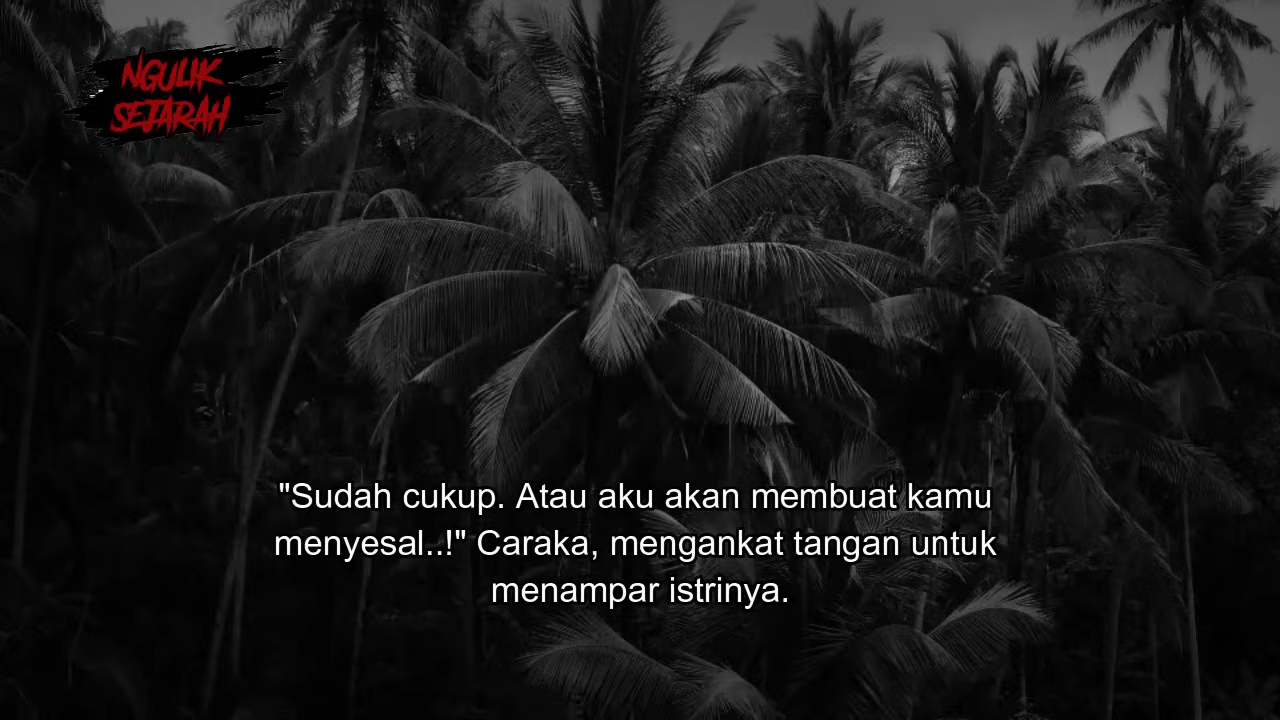 NGULIK
SEJARAH
"Sudah cukup. Atau aku akan membuat kamu
menyesal..!" Caraka, mengankat tangan untuk
menampar istrinya.